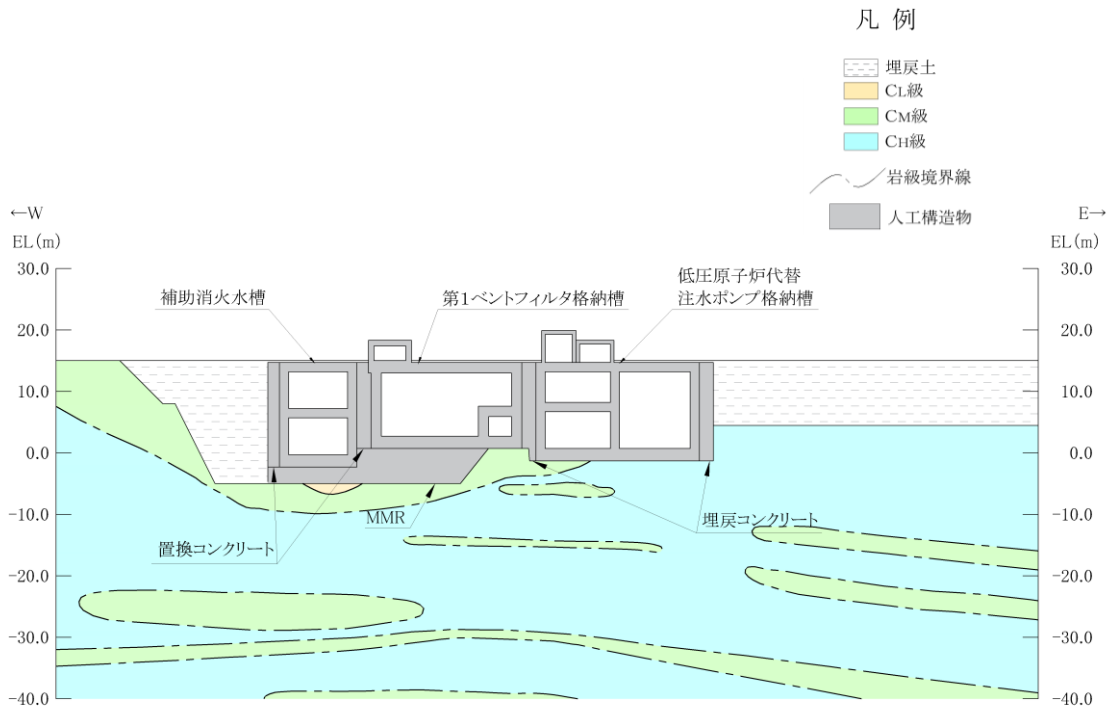 凡 例
埋戻土
CL級
CM級
CH級
岩級境界線
人工構造物
←W
E→
EL(m)
EL(m)
30.0
20.0
10.0
0.0
-10.0
-20.0
-30.0
-40.0
補助消火水槽
第1ベントフィルタ格納槽
低圧原子炉代替
注水ポンプ格納槽
MMR
置換コンクリート
埋戻コンクリート
30.0
20.0
10.0
0.0
-10.0
-20.0
-30.0
-40.0